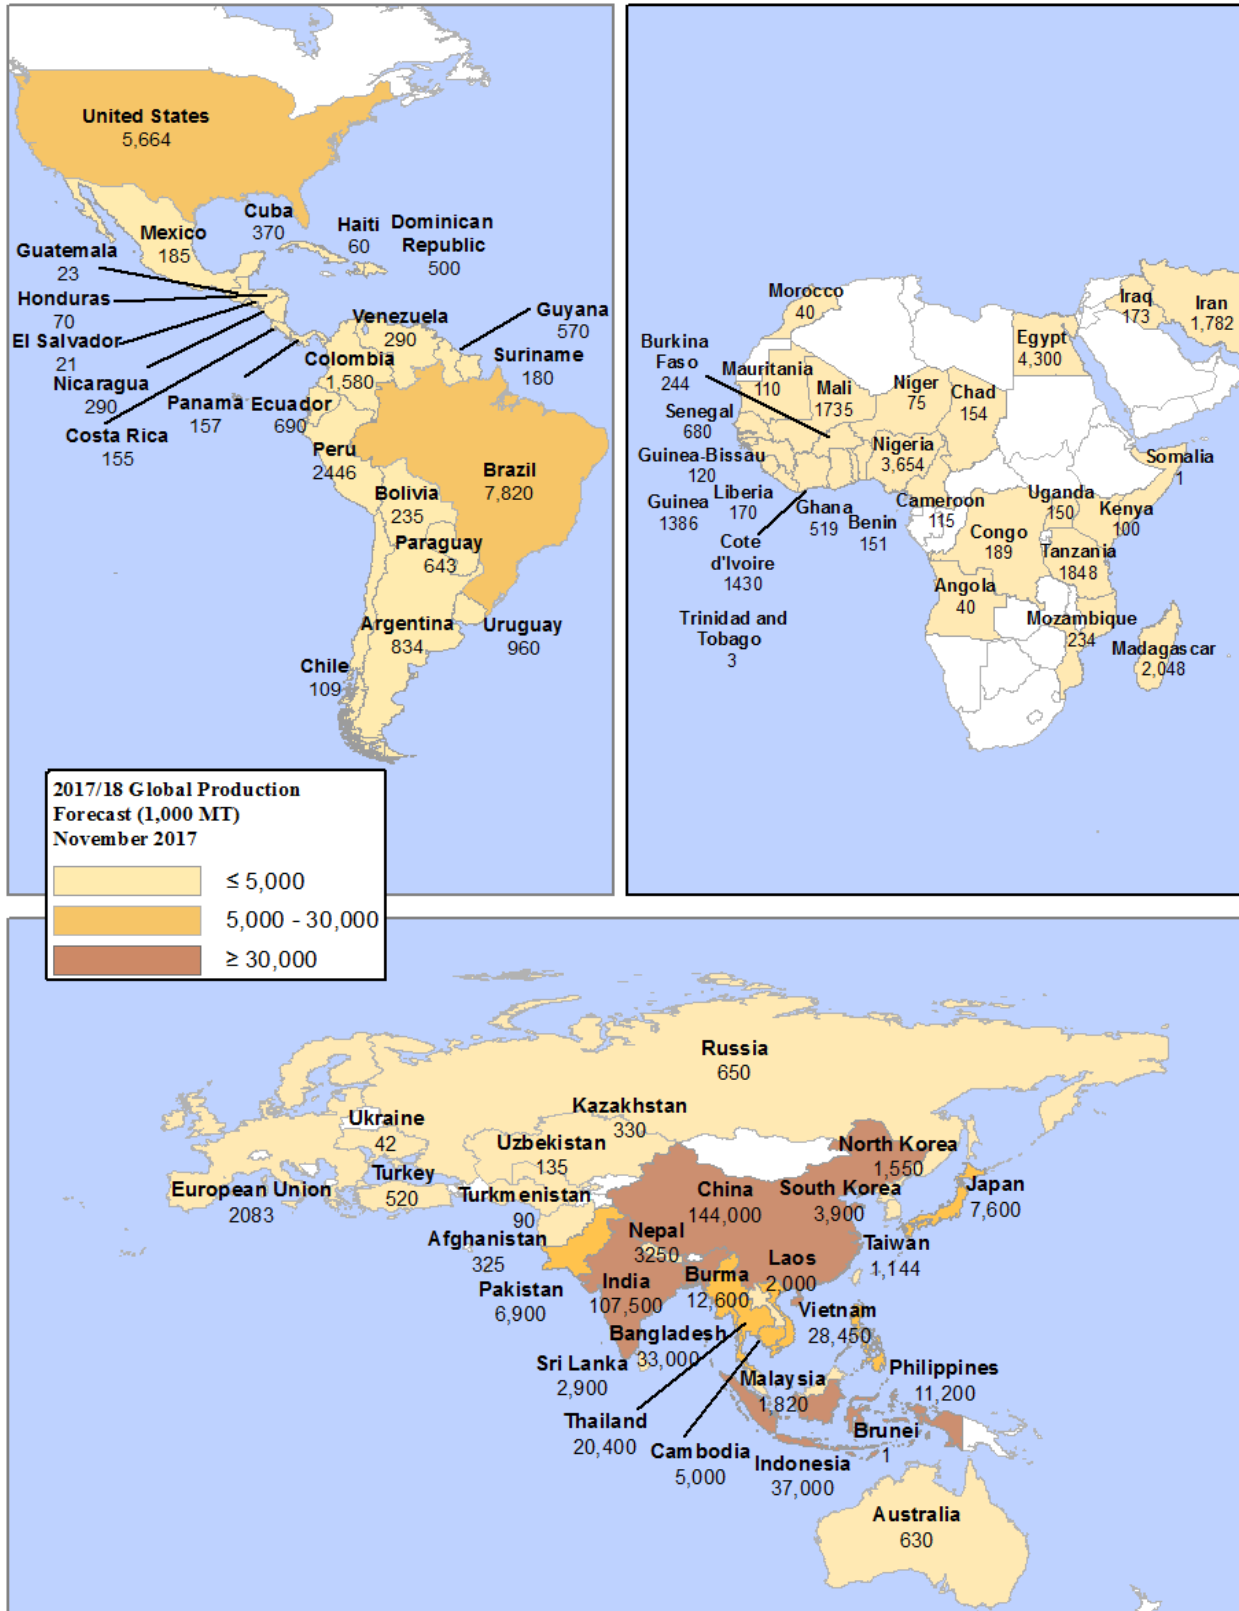 United States
5,664
Cuba
370
Haiti
60
Dominican
Republic
500
Mexico
185
Guatemala
23
Honduras
70
El Salvador
21
Nicaragua
290
Costa Rica
155
Panama
157
Venezuela
290
Guyana
570
Suriname
180
Colombia
1,580
Ecuador
690
Peru
2446
Brazil
7,820
Bolivia
235
Paraguay
643
Argentina
834
Uruguay
960
Chile
109
2017/18 Global Production
Forecast (1,000 MT)
November 2017
≤ 5,000
5,000 - 30,000
≥ 30,000
Morocco
40
Iraq
173
Iran
1,782
Egypt
4,300
Burkina
Faso
244
Mauritania
110
Mali
1735
Niger
75
Chad
154
Senegal
680
Guinea-Bissau
120
Nigeria
3,654
Somalia
1
Guinea
1386
Liberia
170
Ghana
519
Benin
151
Cameroon
115
Uganda
150
Kenya
100
Cote
d'Ivoire
1430
Congo
189
Tanzania
1848
Angola
40
Trinidad and
Tobago
3
Mozambique
234
Madagascar
2,048
Russia
650
Kazakhstan
330
Ukraine
42
Uzbekistan
135
North Korea
1,550
Turkey
520
European Union
2083
Turkmenistan
90
China
144,000
South Korea
3,900
Japan
7,600
Afghanistan
325
Nepal
3250
Taiwan
1,144
Laos
2,000
Pakistan
6,900
India
107,500
Burma
12,600
Vietnam
28,450
Bangladesh
33,000
Sri Lanka
2,900
Malaysia
1,820
Philippines
11,200
Thailand
20,400
Cambodia
5,000
Indonesia
37,000
Brunei
1
Australia
630